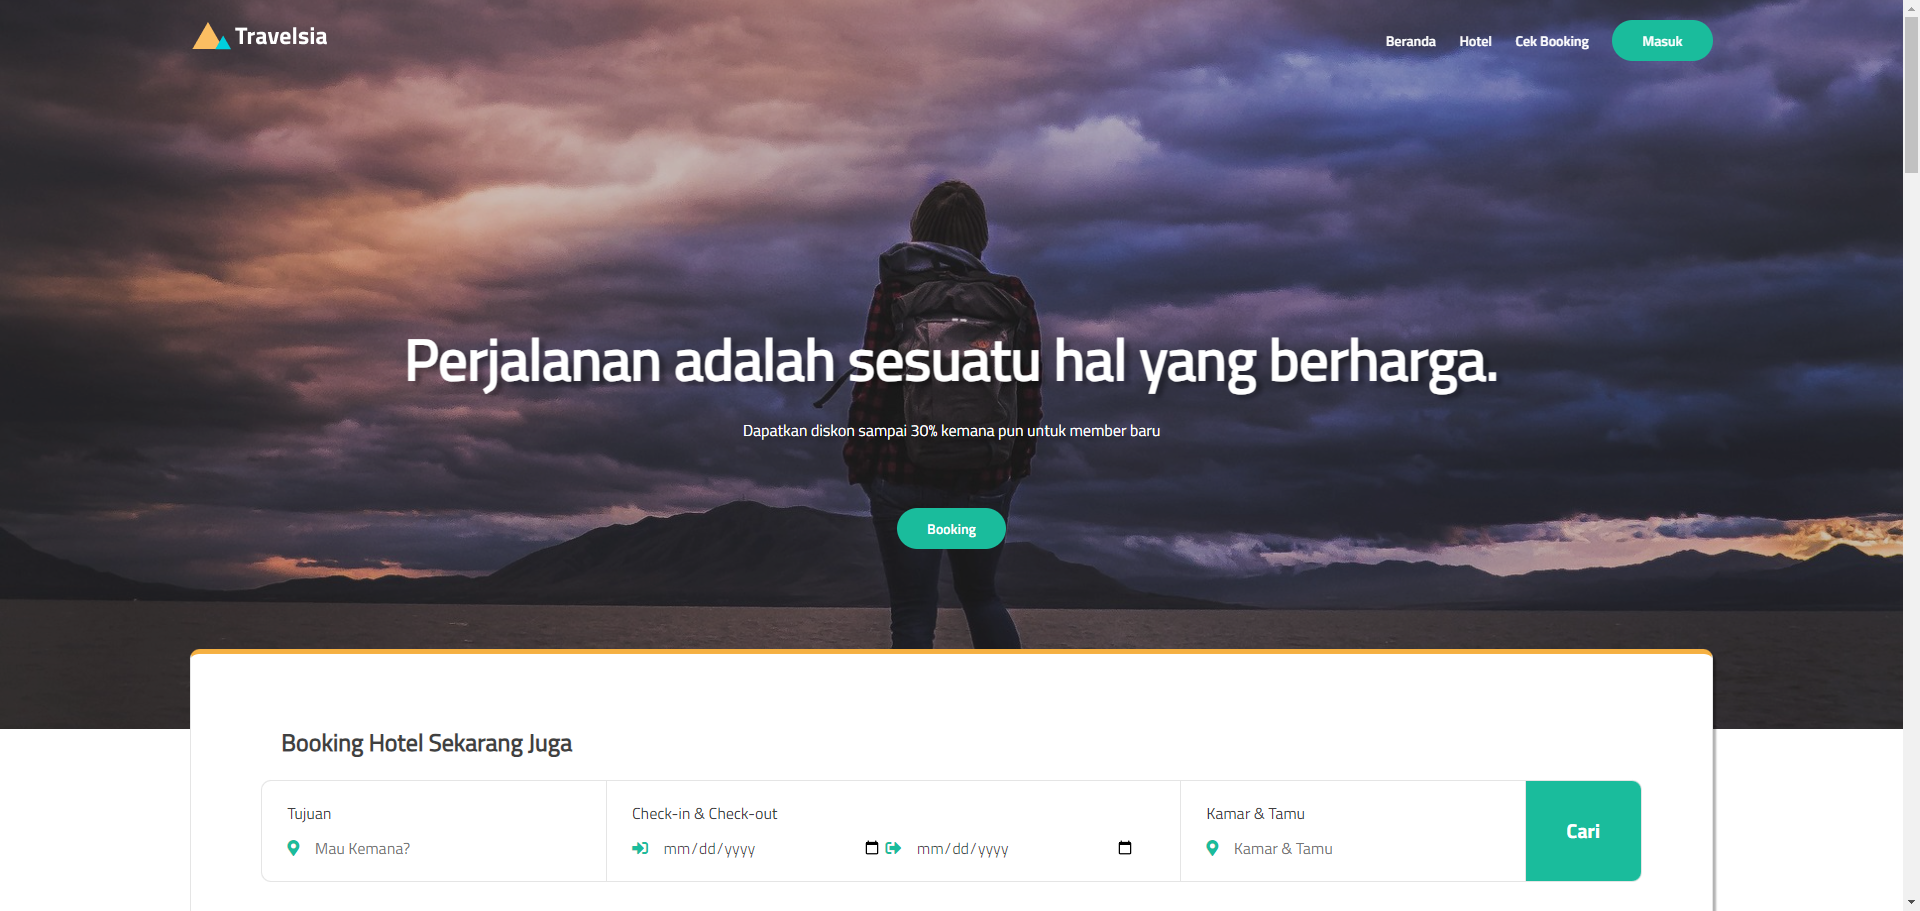 Travelsia
Beranda Hotel Cek Booking Masuk
Perjalanan adalah sesuatu hal yang berharga.
Dapatkan diskon sampai 30% kemana pun untuk member baru
Booking
Booking Hotel Sekarang Juga
Tujuan
Mau Kemana?
Check-in & Check-out
mm/dd/yyyy mm/dd/yyyy
Kamar & Tamu
Kamar & Tamu
Cari